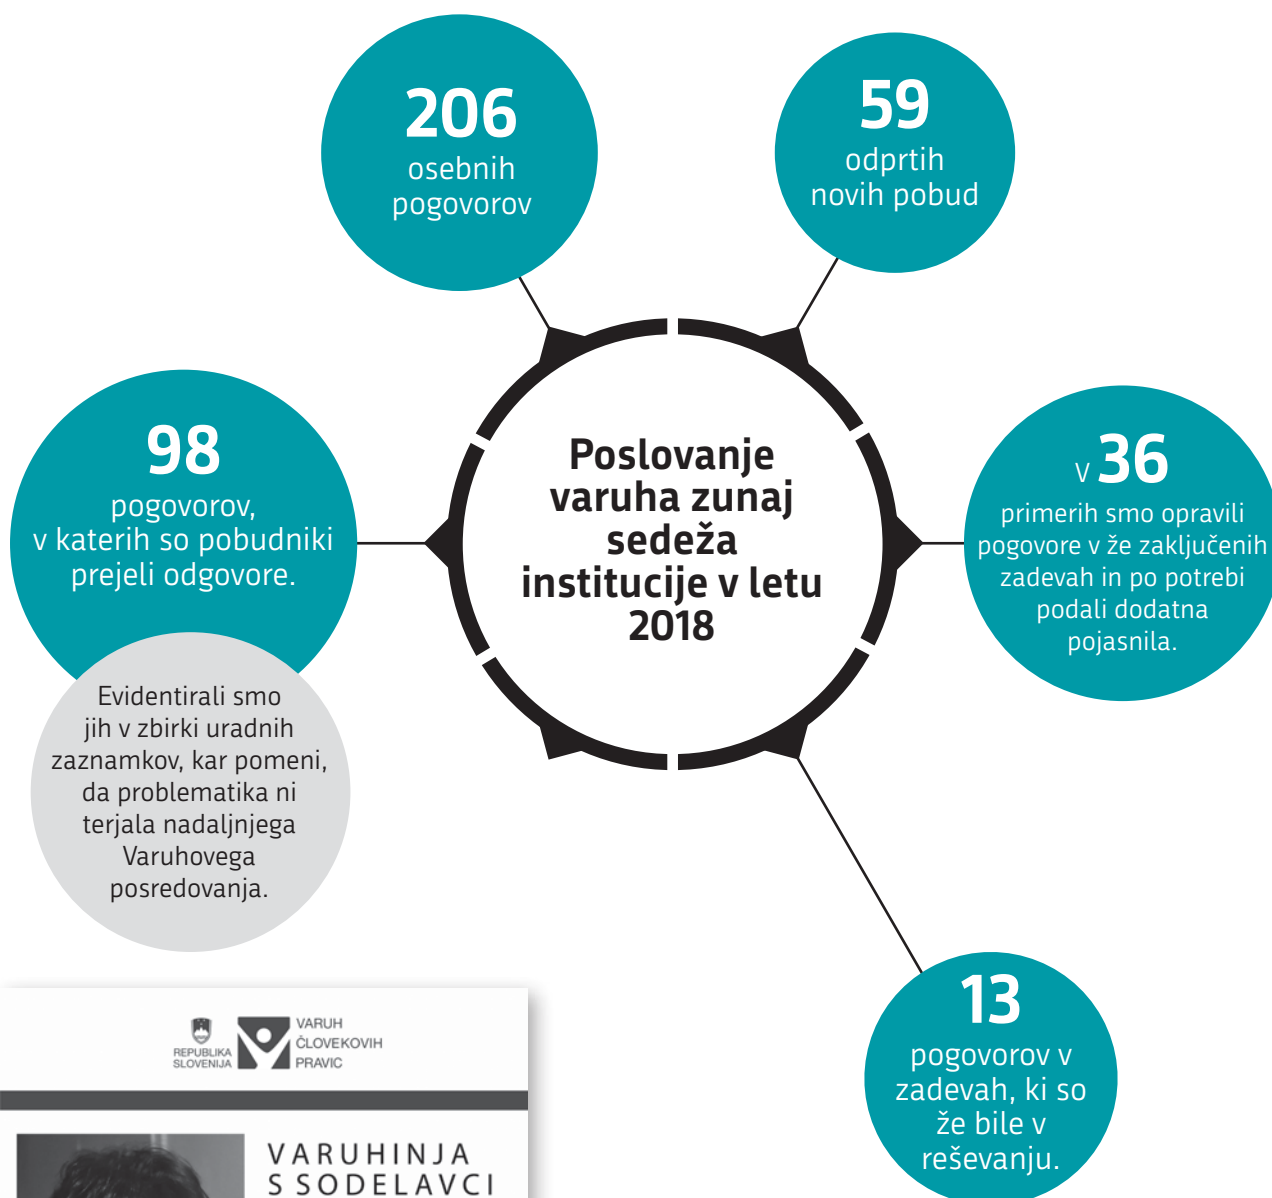 206
osebnih
pogovorov
59
odprtih
novih pobud
98
pogovorov,
v katerih so pobudniki
prejeli odgovore.
Evidentirali smo
jih v zbirki uradnih
zaznamkov, kar pomeni,
da problematika ni
terjala nadaljnjega
Varuhovega
posredovanja.
Poslovanje
varuha zunaj
sedeža
institucije v letu
2018
V 36
primerih smo opravili
pogovore v že zaključenih
zadevah in po potrebi
podali dodatna
pojasnila.
13
pogovorov v
zadevah, ki so
že bile v
reševanju.
REPUBLIKA
SLOVENIJA
VARUH
ČLOVEKOVIH
PRAVIC
VARUHINJA
S SODELAVCI